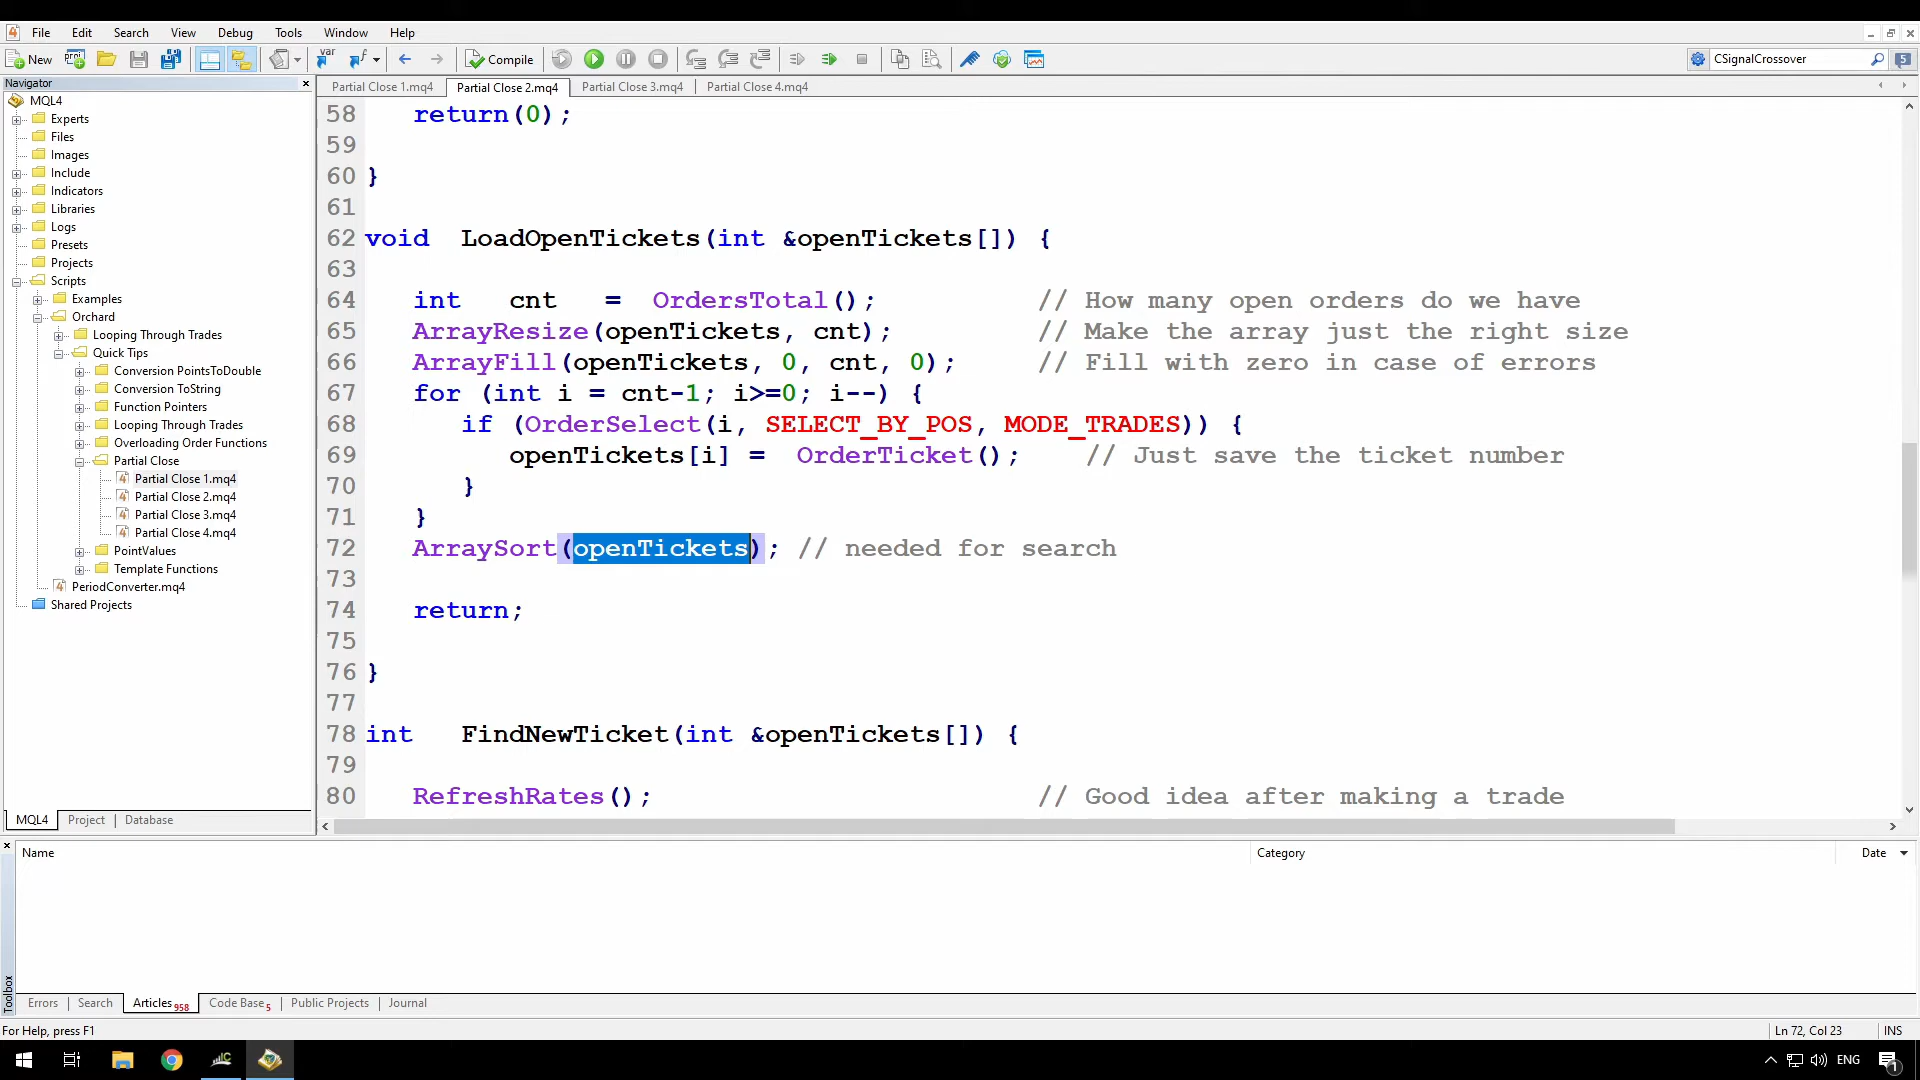 File Edit Search View Debug Tools Window Help
New Compile CSignalCrossover 5
Navigator
MQL4
Experts
Files
Images
Include
Indicators
Libraries
Logs
Presets
Projects
Scripts
Examples
Orchard
Looping Through Trades
Quick Tips
Conversion PointsToDouble
Conversion ToString
Function Pointers
Looping Through Trades
Overloading Order Functions
Partial Close
Partial Close 1.mq4
Partial Close 2.mq4
Partial Close 3.mq4
Partial Close 4.mq4
PointValues
Template Functions
PeriodConverter.mq4
Shared Projects
MQL4 Project Database
Partial Close 1.mq4 Partial Close 2.mq4 Partial Close 3.mq4 Partial Close 4.mq4
58 return(0);
59
60 }
61
62 void LoadOpenTickets(int &openTickets[]) {
63
64 int cnt = OrdersTotal(); // How many open orders do we have
65 ArrayResize(openTickets, cnt); // Make the array just the right size
66 ArrayFill(openTickets, 0, cnt, 0); // Fill with zero in case of errors
67 for (int i = cnt-1; i>=0; i--) {
68 if (OrderSelect(i, SELECT_BY_POS, MODE_TRADES)) {
69 openTickets[i] = OrderTicket(); // Just save the ticket number
70 }
71 }
72 ArraySort(openTickets); // needed for search
73
74 return;
75
76 }
77
78 int FindNewTicket(int &openTickets[]) {
79
80 RefreshRates(); // Good idea after making a trade
Name Category Date
Toolbox
Errors Search Articles 958 Code Base 5 Public Projects Journal
For Help, press F1 Ln 72, Col 23 INS
ENG 1